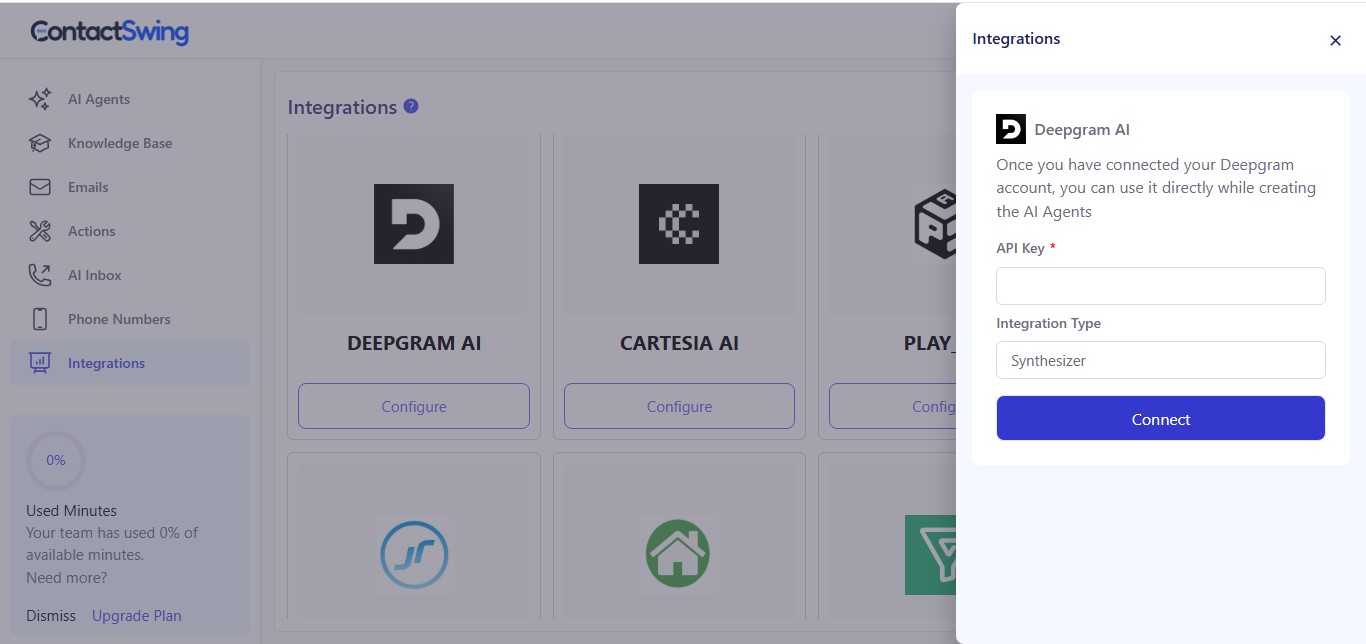 ContactSwing
AI Agents
Knowledge Base
Emails
Actions
AI Inbox
Phone Numbers
Integrations
0%
Used Minutes
Your team has used 0% of
available minutes.
Need more?
Dismiss Upgrade Plan
Integrations ?
DEEPGRAM AI
Configure
CARTESIA AI
Configure
PLAY_
Config
Integrations
Deepgram AI
Once you have connected your Deepgram
account, you can use it directly while creating
the AI Agents
API Key *
Integration Type
Synthesizer
Connect